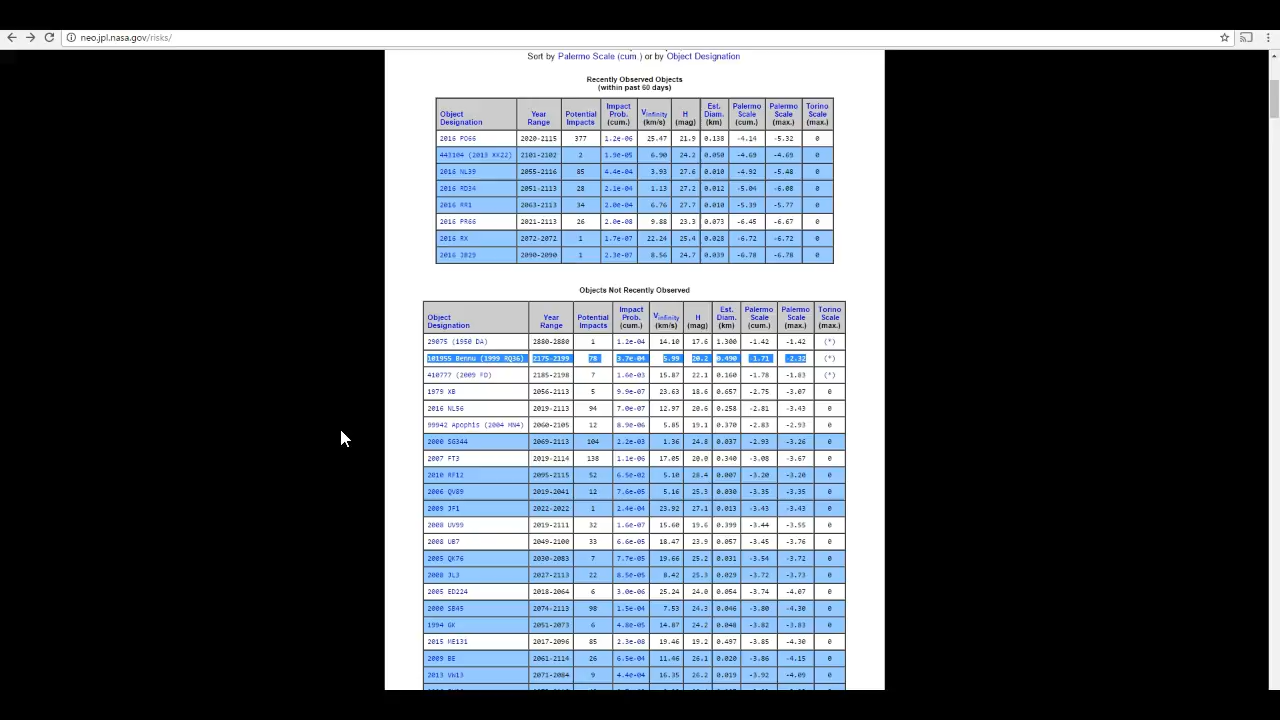 neo.jpl.nasa.gov/risks/
Sort by Palermo Scale (cum.) or by Object Designation
Recently Observed Objects
(within past 60 days)
Object Designation Year Range Potential Impacts Impact Prob. (cum.) Vinfinity (km/s) H (mag) Est. Diam. (km) Palermo Scale (cum.) Palermo Scale (max.) Torino Scale (max.)
2016 PO66 2020-2115 377 1.2e-06 25.47 21.9 0.138 -4.14 -5.32 0
443104 (2013 XK22) 2101-2102 2 1.9e-05 6.90 24.2 0.050 -4.69 -4.69 0
2016 NL39 2055-2116 85 4.4e-04 3.93 27.6 0.010 -4.92 -5.48 0
2016 RD34 2051-2113 28 2.1e-04 1.13 27.2 0.012 -5.04 -6.08 0
2016 RR1 2063-2113 34 2.0e-04 6.76 27.7 0.010 -5.39 -5.77 0
2016 PR66 2021-2113 26 2.0e-08 9.88 23.3 0.073 -6.45 -6.67 0
2016 RX 2072-2072 1 1.7e-07 22.24 25.4 0.028 -6.72 -6.72 0
2016 JB29 2090-2090 1 2.3e-07 8.56 24.7 0.039 -6.78 -6.78 0
Objects Not Recently Observed
Object Designation Year Range Potential Impacts Impact Prob. (cum.) Vinfinity (km/s) H (mag) Est. Diam. (km) Palermo Scale (cum.) Palermo Scale (max.) Torino Scale (max.)
29075 (1950 DA) 2880-2880 1 1.2e-04 14.10 17.6 1.300 -1.42 -1.42 (*)
101955 Bennu (1999 RQ36) 2175-2199 78 3.7e-04 5.99 20.2 0.490 -1.71 -2.32 (*)
410777 (2009 FD) 2185-2198 7 1.6e-03 15.87 22.1 0.160 -1.78 -1.83 (*)
1979 XB 2056-2113 5 9.9e-07 23.63 18.6 0.657 -2.75 -3.07 0
2016 NL56 2019-2113 94 7.0e-07 12.97 20.6 0.258 -2.81 -3.43 0
99942 Apophis (2004 MN4) 2060-2105 12 8.9e-06 5.85 19.1 0.370 -2.83 -2.93 0
2000 SG344 2069-2113 104 2.2e-03 1.36 24.8 0.037 -2.93 -3.26 0
2007 FT3 2019-2114 138 1.1e-06 17.05 20.0 0.340 -3.08 -3.67 0
2010 RF12 2095-2115 52 6.5e-02 5.10 28.4 0.007 -3.20 -3.20 0
2006 QV89 2019-2041 12 7.6e-05 5.16 25.3 0.030 -3.35 -3.35 0
2009 JF1 2022-2022 1 2.4e-04 23.92 27.1 0.013 -3.43 -3.43 0
2008 UV99 2019-2111 32 1.6e-07 15.60 19.6 0.399 -3.44 -3.55 0
2008 UB7 2049-2100 33 6.6e-05 18.47 23.9 0.057 -3.45 -3.76 0
2005 QK76 2030-2083 7 7.7e-05 19.66 25.2 0.031 -3.54 -3.72 0
2008 JL3 2027-2113 22 8.5e-05 8.42 25.3 0.029 -3.72 -3.73 0
2005 ED224 2018-2064 6 3.0e-06 25.24 24.0 0.054 -3.74 -4.07 0
2000 SB45 2074-2113 98 1.5e-04 7.53 24.3 0.046 -3.80 -4.30 0
1994 GK 2051-2073 6 4.8e-05 14.87 24.2 0.048 -3.82 -3.83 0
2015 ME131 2017-2096 85 2.3e-08 19.46 19.2 0.497 -3.85 -4.30 0
2009 BE 2061-2114 26 6.5e-04 11.46 26.1 0.020 -3.86 -4.15 0
2013 VW13 2071-2084 9 4.4e-04 16.35 26.2 0.019 -3.92 -4.09 0